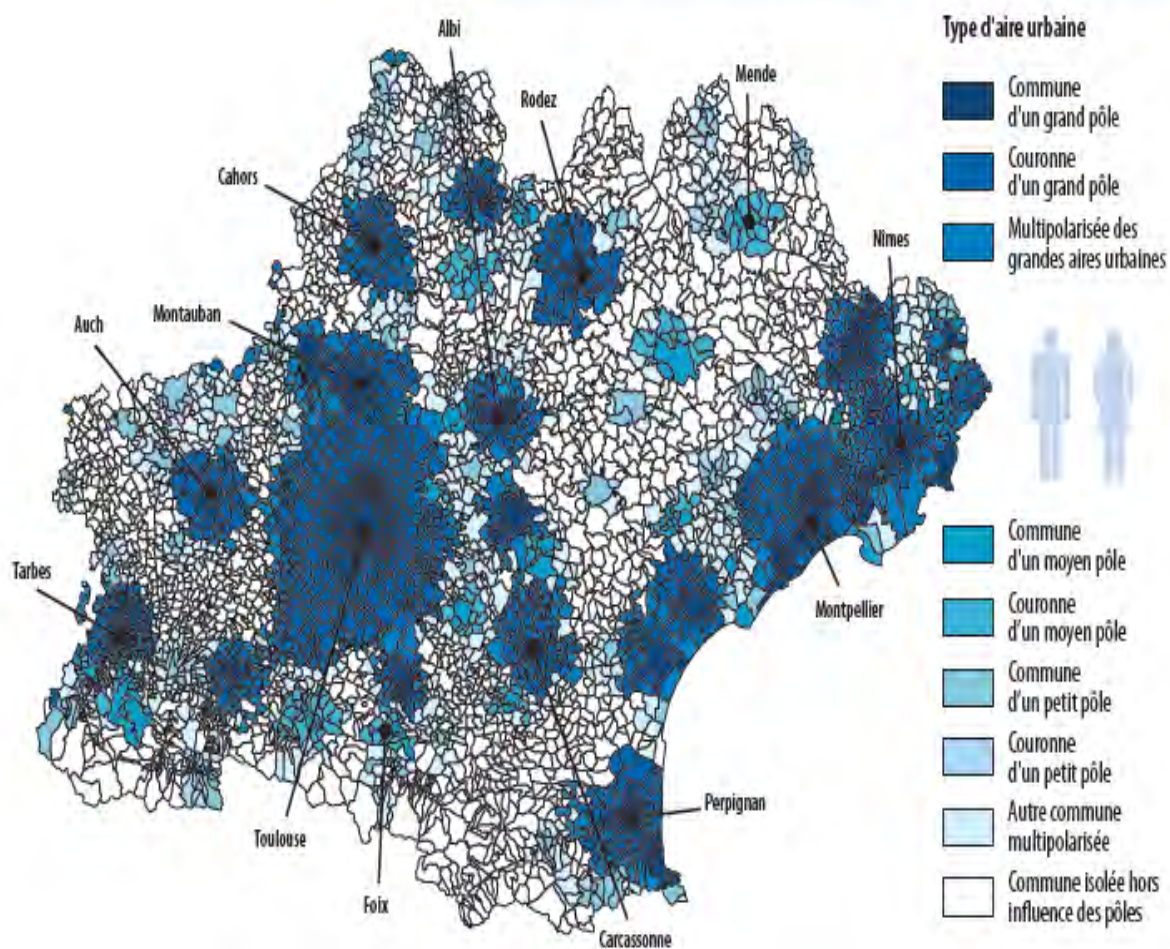 Type d'aire urbaine
Commune
d'un grand pôle
Couronne
d'un grand pôle
Multipolarisée des
grandes aires urbaines
Commune
d'un moyen pôle
Couronne
d'un moyen pôle
Commune
d'un petit pôle
Couronne
d'un petit pôle
Autre commune
multipolarisée
Commune isolée hors
influence des pôles
Albi
Mende
Rodez
Cahors
Nîmes
Montauban
Auch
Tarbes
Montpellier
Perpignan
Toulouse
Foix
Carcassonne